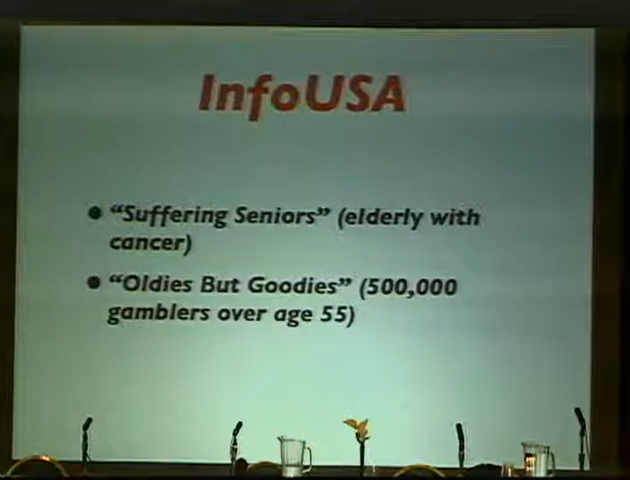 InfoUSA
“Suffering Seniors” (elderly with
cancer)
“Oldies But Goodies” (500,000
gamblers over age 55)